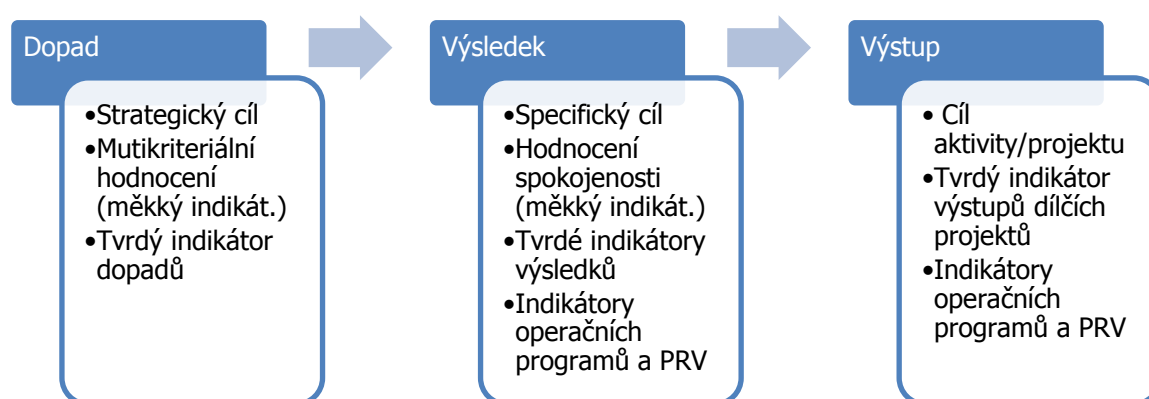 Dopad
•Strategický cíl
•Mutikriteriální
hodnocení
(měkký indikát.)
•Tvrdý indikátor
dopadů
Výsledek
•Specifický cíl
•Hodnocení
spokojenosti
(měkký indikát.)
•Tvrdé indikátory
výsledků
•Indikátory
operačních
programů a PRV
Výstup
• Cíl
aktivity/projektu
•Tvrdý indikátor
výstupů dílčích
projektů
•Indikátory
operačních
programů a PRV